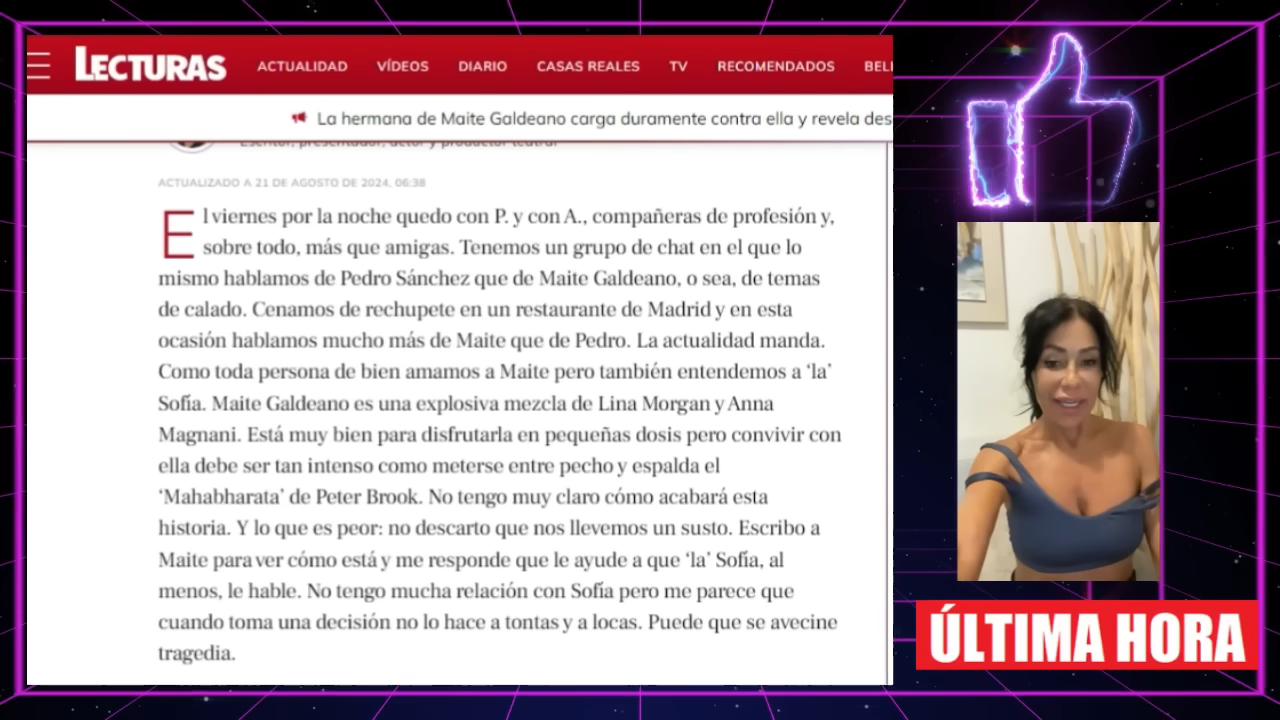 LECTURAS
ACTUALIDAD VÍDEOS DIARIO CASAS REALES TV RECOMENDADOS BELL
La hermana de Maite Galdeano carga duramente contra ella y revela des
Escritor, presentador, actor y productor teatral
ACTUALIZADO A 21 DE AGOSTO DE 2024, 06:38
El viernes por la noche quedo con P. y con A., compañeras de profesión y,
sobre todo, más que amigas. Tenemos un grupo de chat en el que lo
mismo hablamos de Pedro Sánchez que de Maite Galdeano, o sea, de temas
de calado. Cenamos de rechupete en un restaurante de Madrid y en esta
ocasión hablamos mucho más de Maite que de Pedro. La actualidad manda.
Como toda persona de bien amamos a Maite pero también entendemos a ‘la’
Sofía. Maite Galdeano es una explosiva mezcla de Lina Morgan y Anna
Magnani. Está muy bien para disfrutarla en pequeñas dosis pero convivir con
ella debe ser tan intenso como meterse entre pecho y espalda el
‘Mahabharata’ de Peter Brook. No tengo muy claro cómo acabará esta
historia. Y lo que es peor: no descarto que nos llevemos un susto. Escribo a
Maite para ver cómo está y me responde que le ayude a que ‘la’ Sofía, al
menos, le hable. No tengo mucha relación con Sofía pero me parece que
cuando toma una decisión no lo hace a tontas y a locas. Puede que se avecine
tragedia.
ÚLTIMA HORA